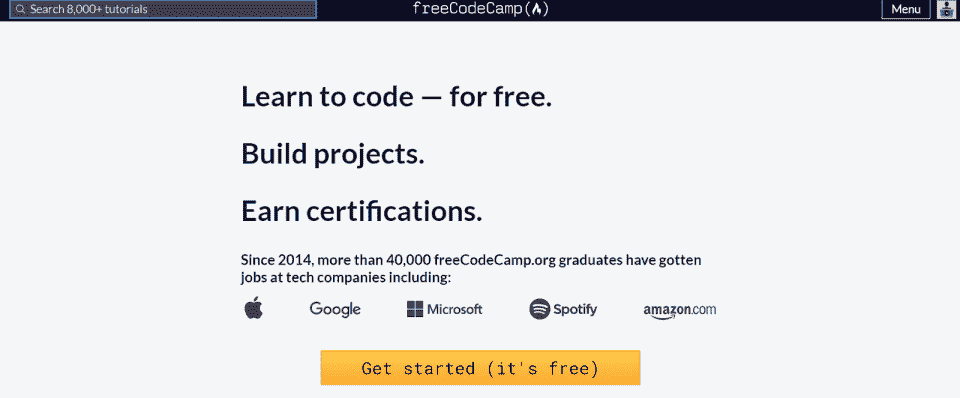 Search 8,000+ tutorials
freeCodeCamp(🔥)
Menu
Learn to code — for free.
Build projects.
Earn certifications.
Since 2014, more than 40,000 freeCodeCamp.org graduates have gotten
jobs at tech companies including:
Google
Microsoft
Spotify
amazon.com
Get started (it's free)